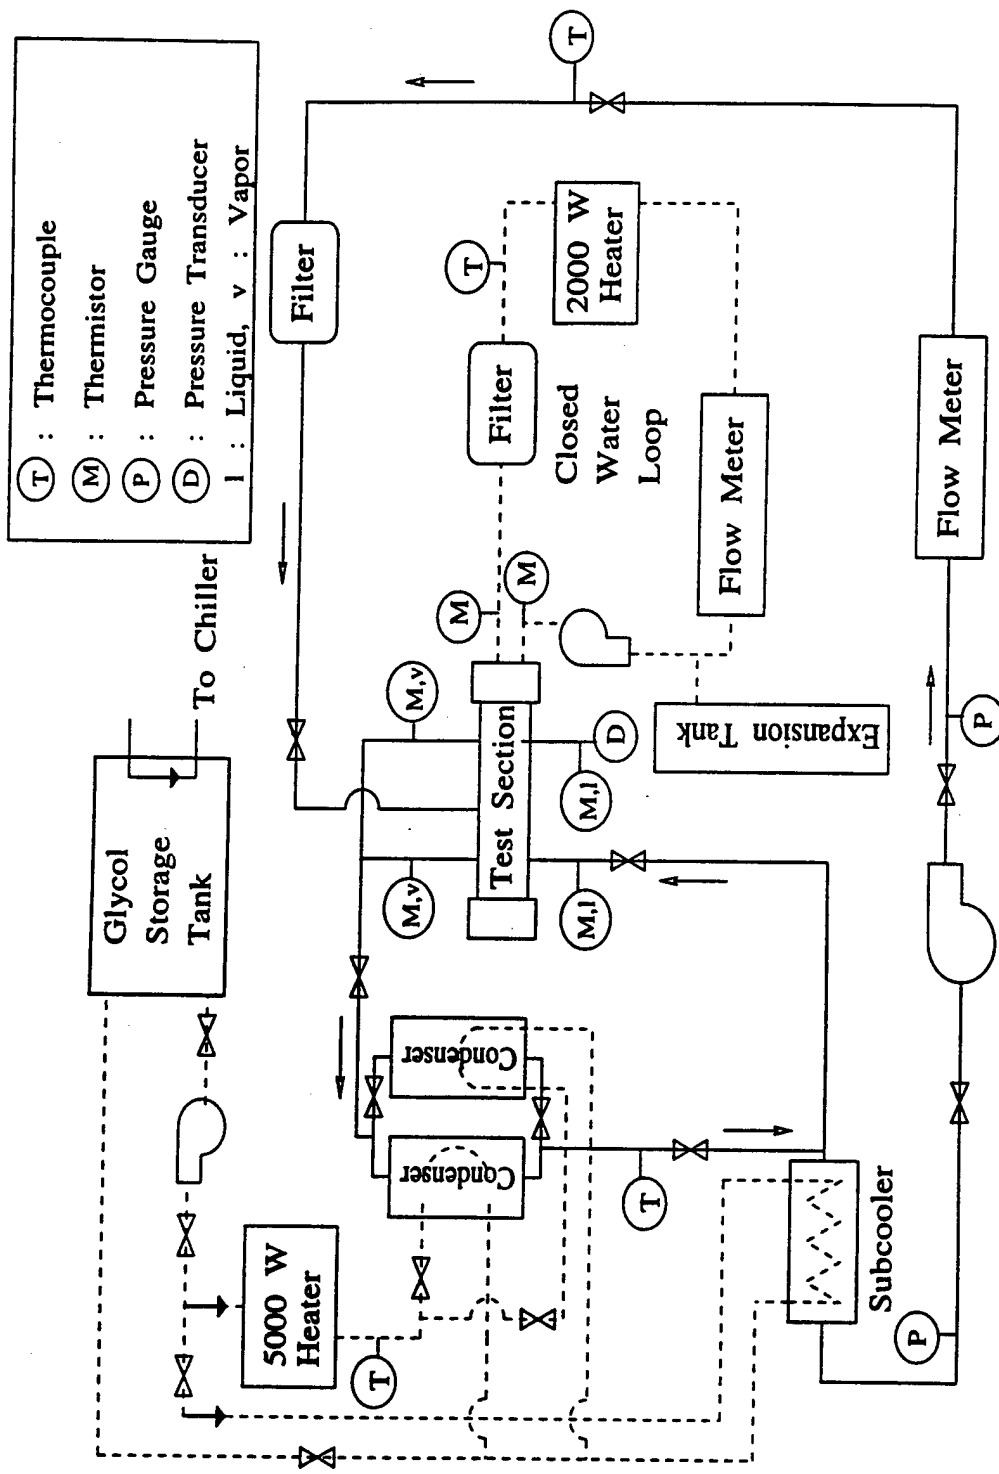 T : Thermocouple
M : Thermistor
P : Pressure Gauge
D : Pressure Transducer
l : Liquid, v : Vapor
Glycol
Storage
Tank
To Chiller
Filter
T
5000 W
Heater
T
Condenser
Condenser
M,v
M,v
M
M
Test Section
M,l
M,l
D
Filter
T
Closed
Water
Loop
2000 W
Heater
Flow Meter
Expansion Tank
T
Subcooler
P
P
Flow Meter